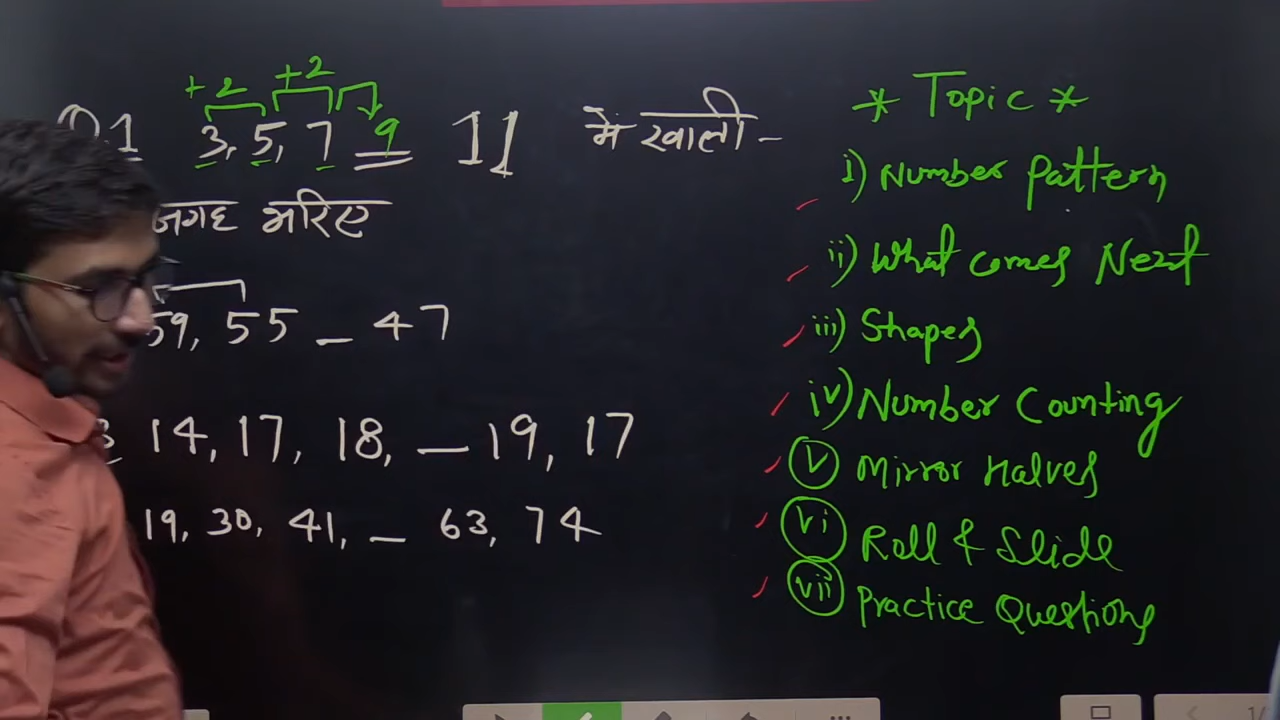 +2 +2
Q.1 3, 5, 7 9 11 में खाली -
जगह भरिए
59, 55 _ 47
3 14, 17, 18, _ 19, 17
19, 30, 41, _ 63, 74
* Topic *
i) Number Pattern
ii) What comes Next
iii) Shapes
iv) Number Counting
v Mirror Halves
vi Roll & Slide
vii Practice Questions